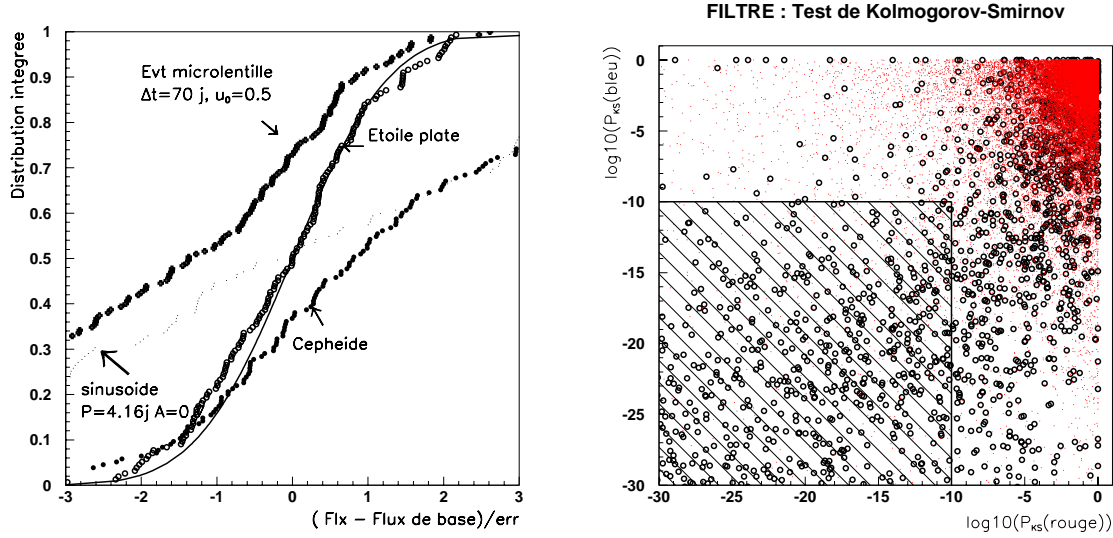 FILTRE : Test de Kolmogorov-Smirnov
Distribution integree
1
0.9
0.8
0.7
0.6
0.5
0.4
0.3
0.2
0.1
0
Evt microlentille
Δt=70 j, u₀=0.5
Etoile plate
Cepheide
sinusoide
P=4.16j A=0
-3 -2 -1 0 1 2 3
( Flx - Flux de base)/err
log10(P_KS(bleu))
0
-5
-10
-15
-20
-25
-30
-30 -25 -20 -15 -10 -5 0
log10(P_KS(rouge))